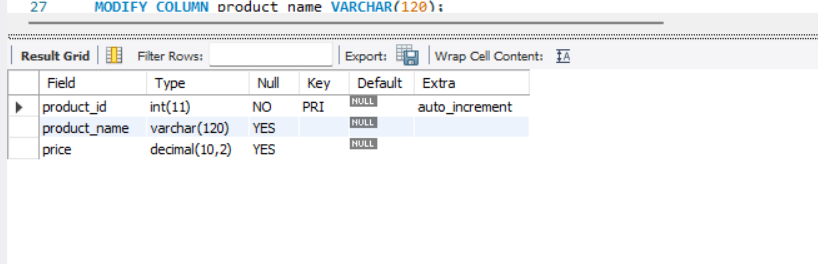 27 MODIFY COLUMN product_name VARCHAR(120);
Result Grid Filter Rows: Export: Wrap Cell Content: IA
Field Type Null Key Default Extra
product_id int(11) NO PRI NULL auto_increment
product_name varchar(120) YES NULL
price decimal(10,2) YES NULL